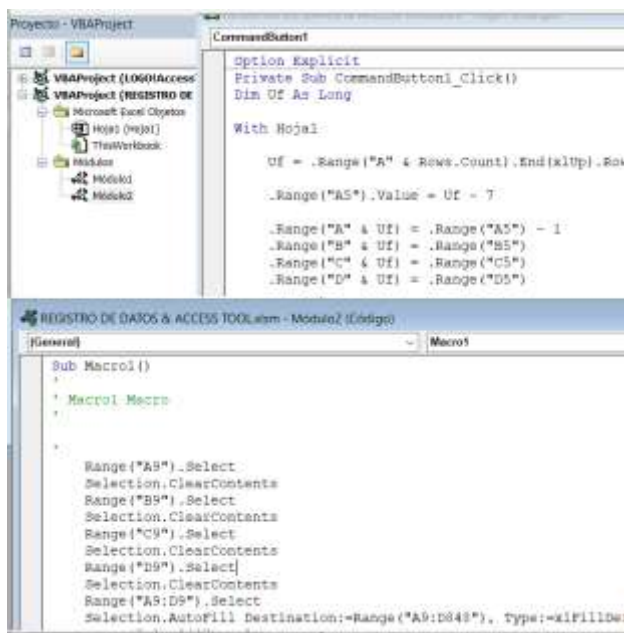 Proyecto - VBAProject
CommandButton1
VBAProject (LOGO!Access
VBAProject (REGISTRO DE
Microsoft Excel Objetos
Hoja1 (Hoja1)
ThisWorkbook
Módulos
Módulo1
Módulo2
Option Explicit
Private Sub CommandButton1_Click()
Dim Uf As Long
With Hoja1
Uf = .Range("A" & Rows.Count).End(xlUp).Row
.Range("A5").Value = Uf - 7
.Range("A" & Uf) = .Range("A5") - 1
.Range("B" & Uf) = .Range("B5")
.Range("C" & Uf) = .Range("C5")
.Range("D" & Uf) = .Range("D5")
REGISTRO DE DATOS & ACCESS TOOL.xlsm - Módulo2 (Código)
(General)
Macro1
Sub Macro1()
'
' Macro1 Macro
'
'
Range("A9").Select
Selection.ClearContents
Range("B9").Select
Selection.ClearContents
Range("C9").Select
Selection.ClearContents
Range("D9").Select
Selection.ClearContents
Range("A9:D9").Select
Selection.AutoFill Destination:=Range("A9:D848"), Type:=xlFillDe